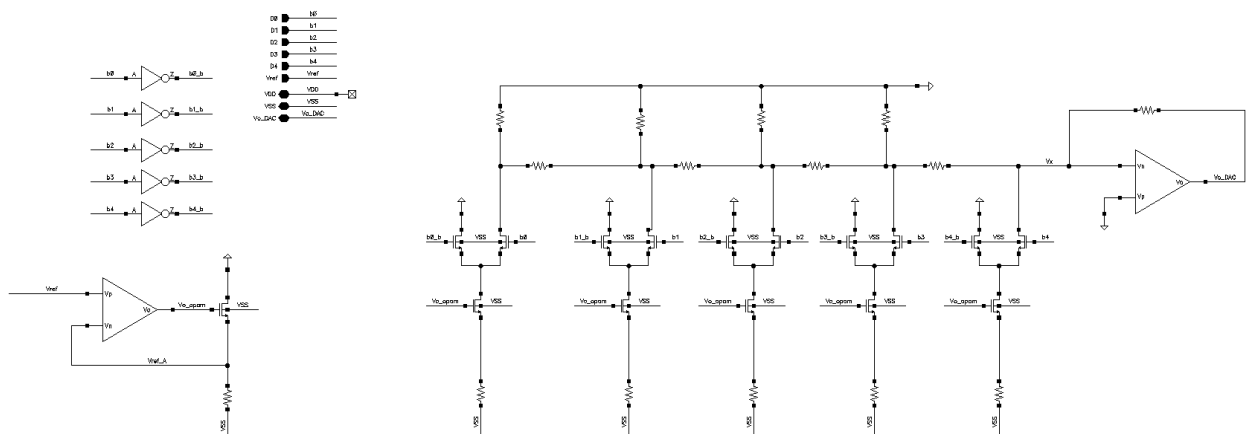 D0 b0
D1 b1
D2 b2
D3 b3
D4 b4
Vref Vref
VDD VDD
VSS VSS
Vo_DAC Vo_DAC
b0 A Z b0_b
b1 A Z b1_b
b2 A Z b2_b
b3 A Z b3_b
b4 A Z b4_b
Vx Vn Vo Vo_DAC
Vp
b0_b VSS b0 b1_b VSS b1 b2_b VSS b2 b3_b VSS b3 b4_b VSS b4
Vref Vp Vo Vo_opam VSS
Vn
Vo_opam VSS Vo_opam VSS Vo_opam VSS Vo_opam VSS Vo_opam VSS
Vref_A
VSS VSS VSS VSS VSS VSS